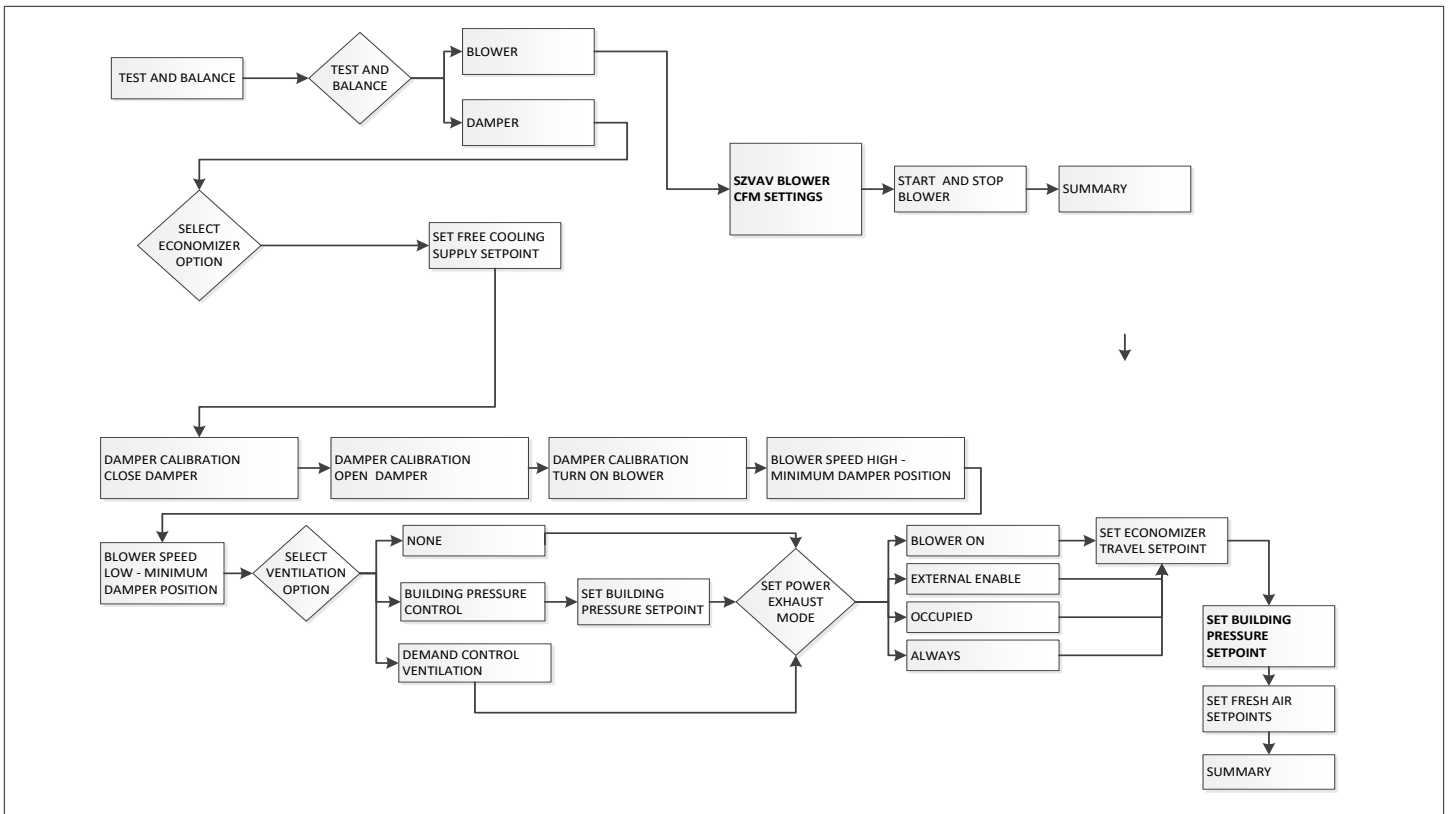 TEST AND BALANCE
TEST AND
BALANCE
BLOWER
DAMPER
SZVAV BLOWER
CFM SETTINGS
START AND STOP
BLOWER
SUMMARY
SELECT
ECONOMIZER
OPTION
SET FREE COOLING
SUPPLY SETPOINT
DAMPER CALIBRATION
CLOSE DAMPER
DAMPER CALIBRATION
OPEN DAMPER
DAMPER CALIBRATION
TURN ON BLOWER
BLOWER SPEED HIGH -
MINIMUM DAMPER POSITION
BLOWER SPEED
LOW - MINIMUM
DAMPER POSITION
SELECT
VENTILATION
OPTION
NONE
BUILDING PRESSURE
CONTROL
SET BUILDING
PRESSURE SETPOINT
DEMAND CONTROL
VENTILATION
SET POWER
EXHAUST
MODE
BLOWER ON
EXTERNAL ENABLE
OCCUPIED
ALWAYS
SET ECONOMIZER
TRAVEL SETPOINT
SET BUILDING
PRESSURE
SETPOINT
SET FRESH AIR
SETPOINTS
SUMMARY